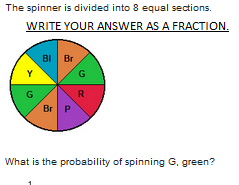 The spinner is divided into 8 equal sections.
WRITE YOUR ANSWER AS A FRACTION.
Bl Br
Y G
G R
Br P
What is the probability of spinning G, green?
1